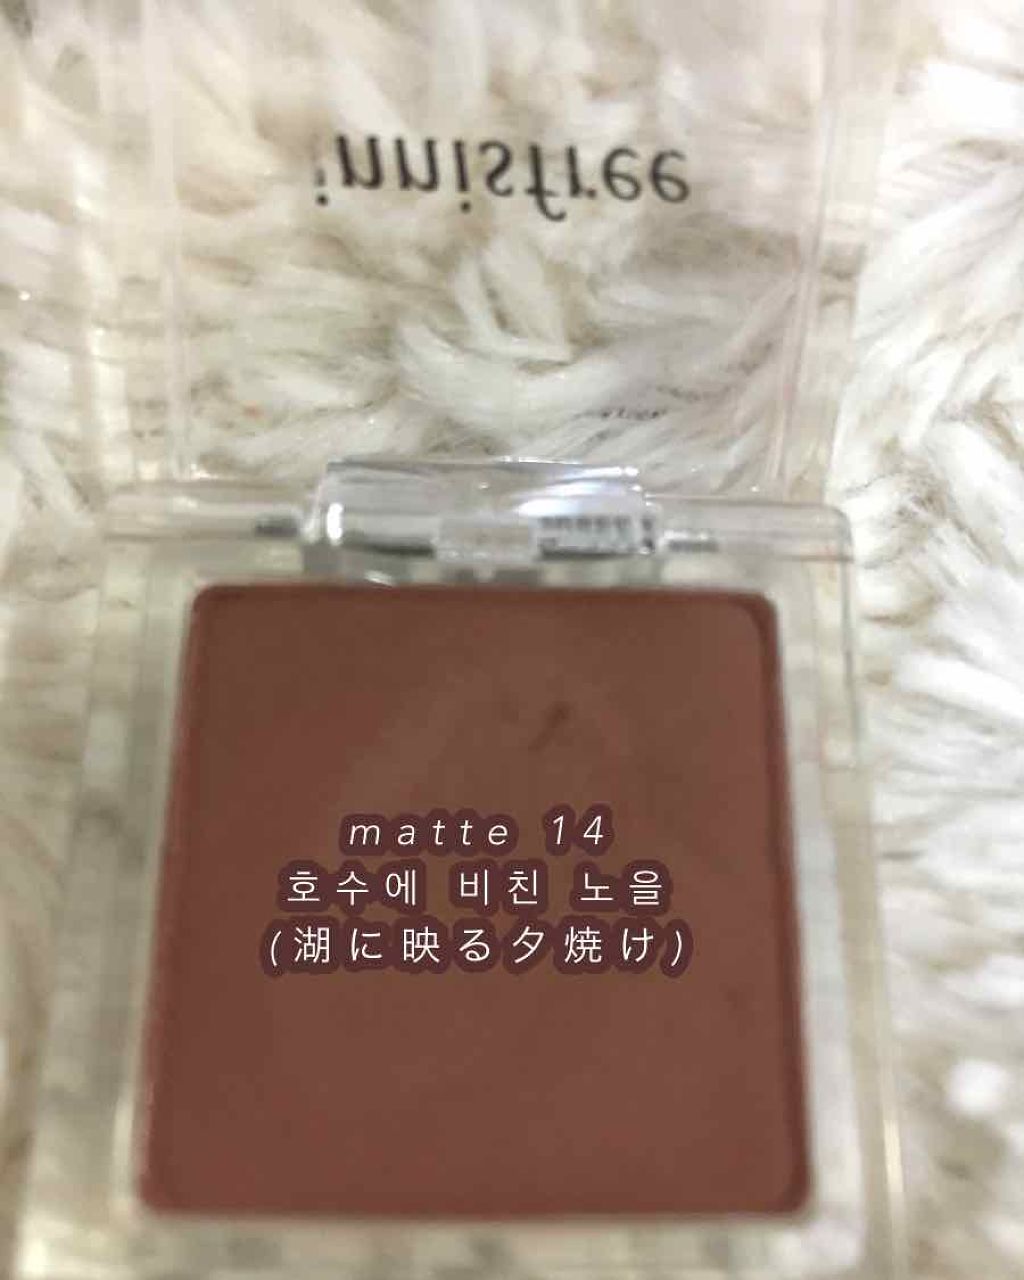 innisfree
matte 14
호수에 비친 노을
(湖に映る夕焼け)